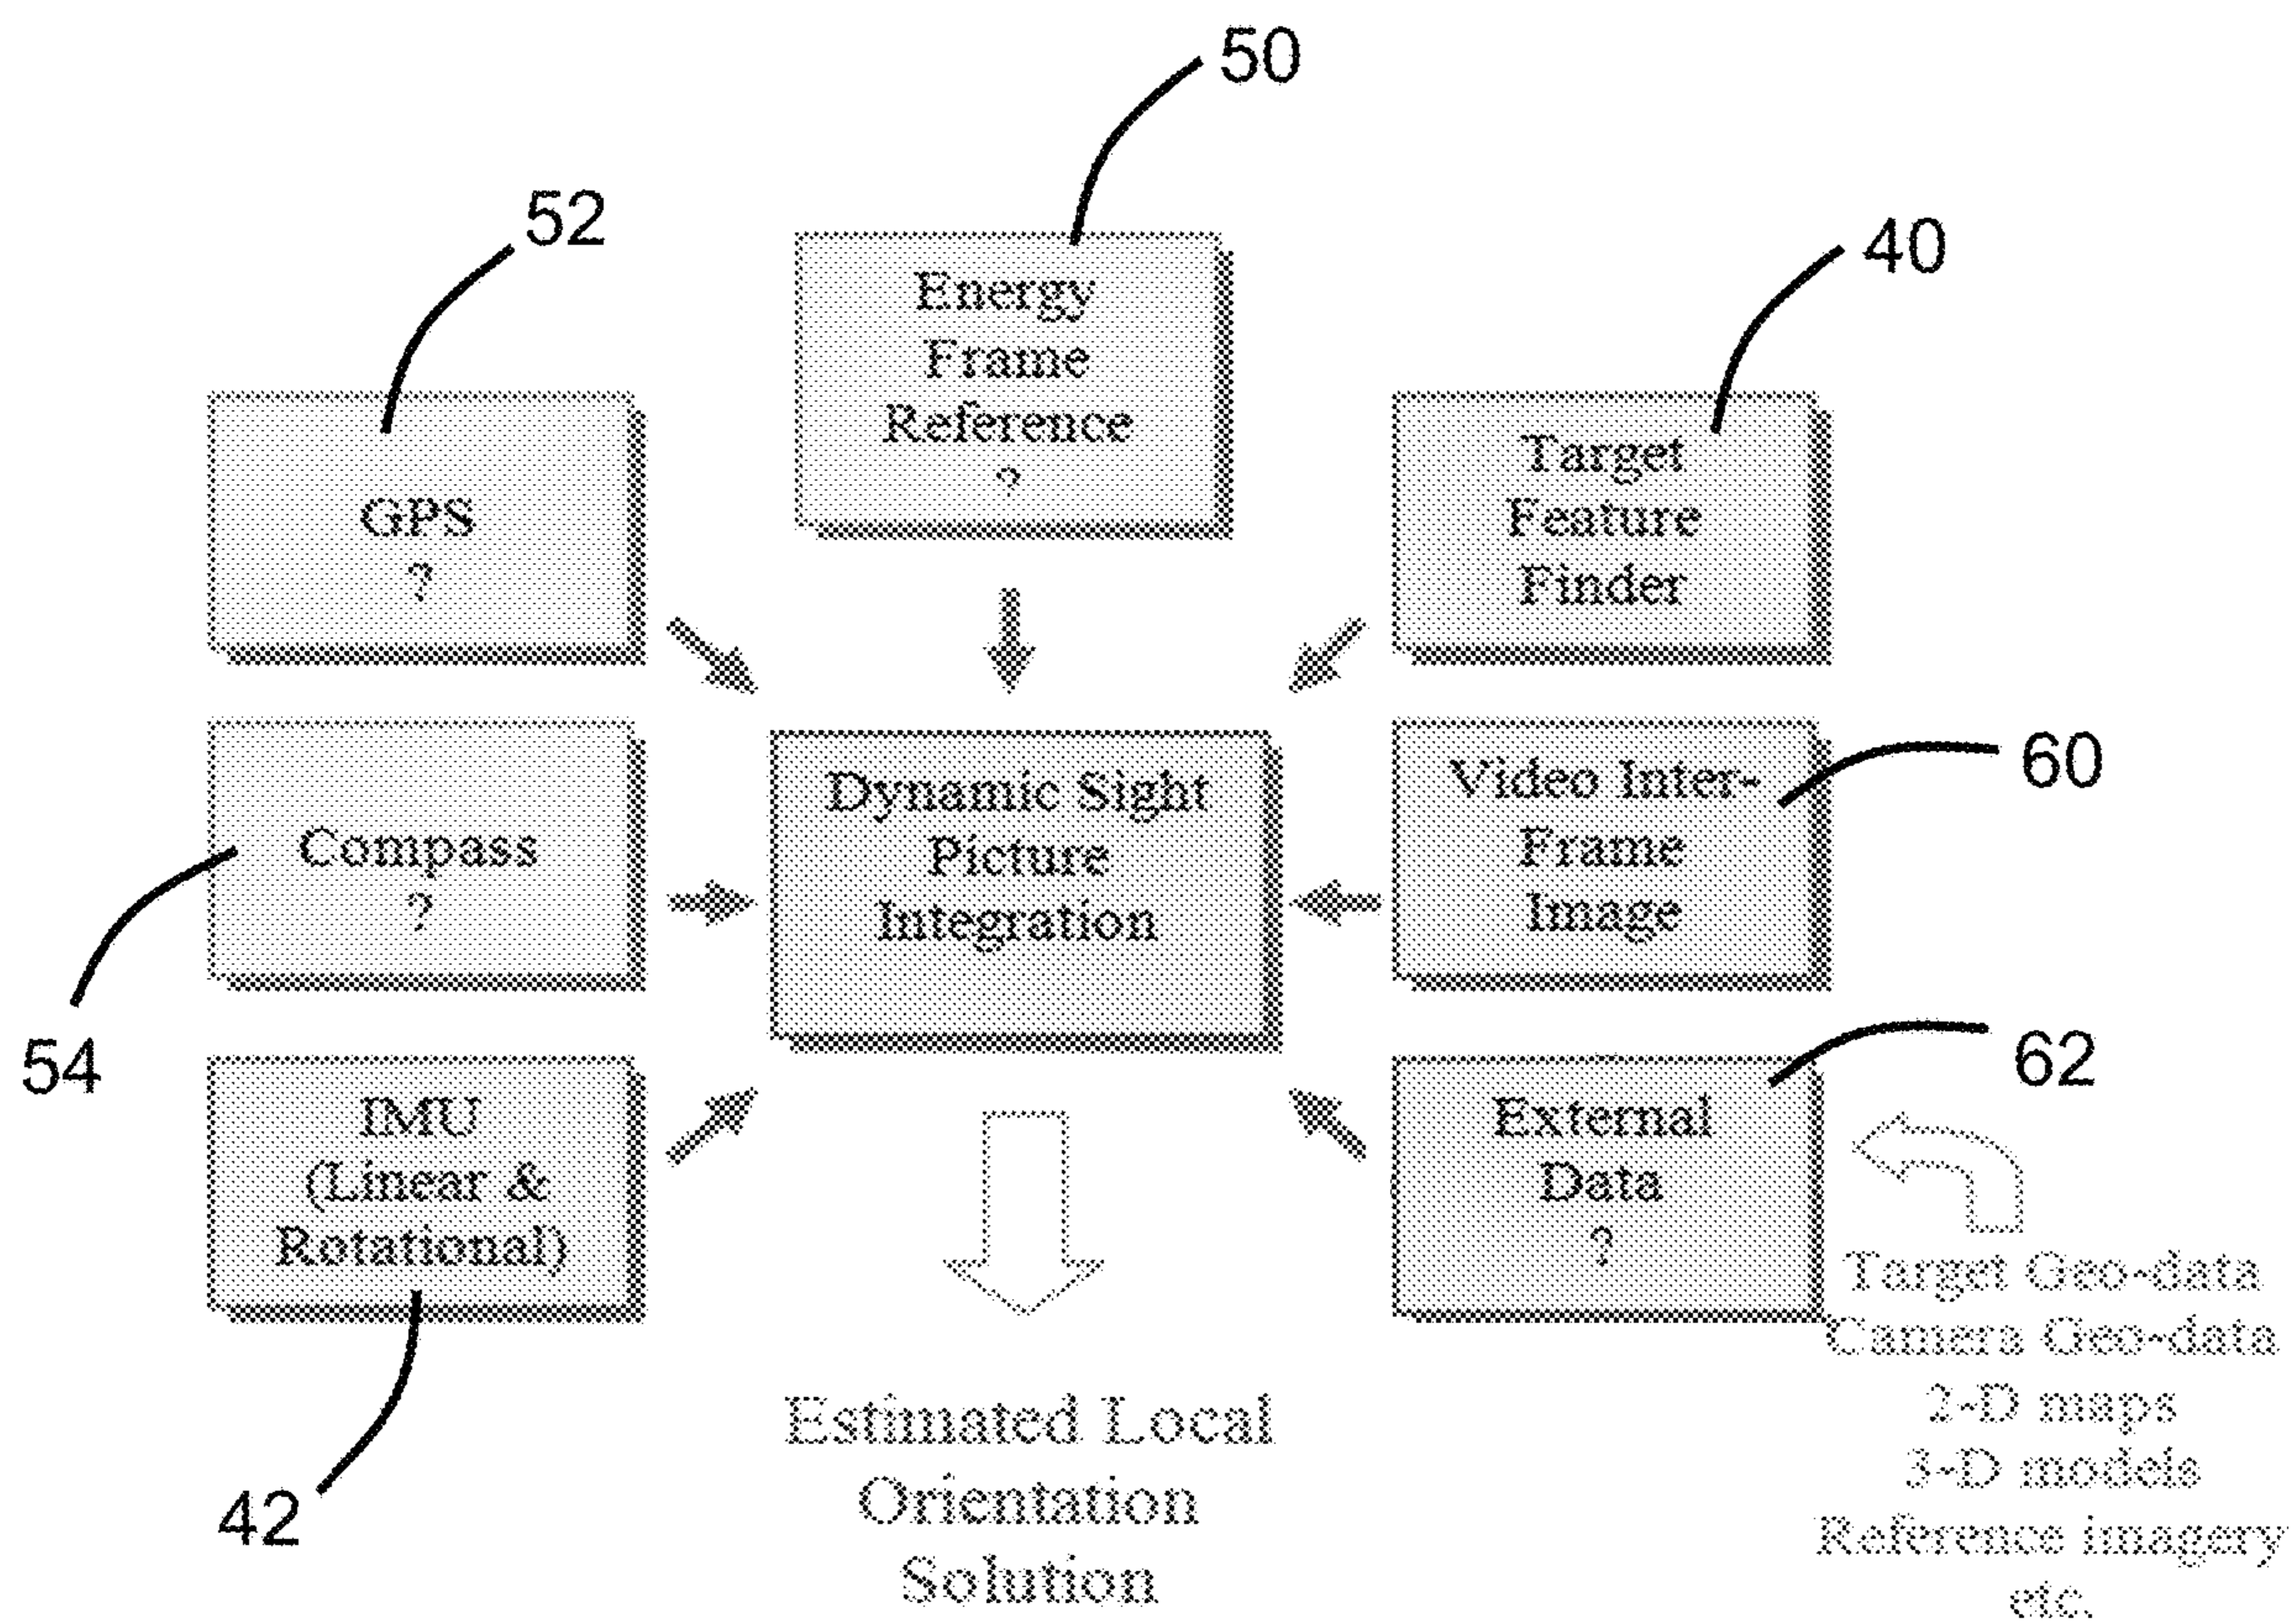 50
52
40
Energy
Frame
Reference
?
GPS
?
Target
Feature
Finder
60
Compass
?
54
Dynamic Sight
Picture
Integration
Video Inter-
Frame
Image
62
IMU
(Linear &
Rotational)
42
External
Data
?
Target Geo-data
Camera Geo-data
2-D maps
3-D models
Reference imagery
etc.
Estimated Local
Orientation
Solution